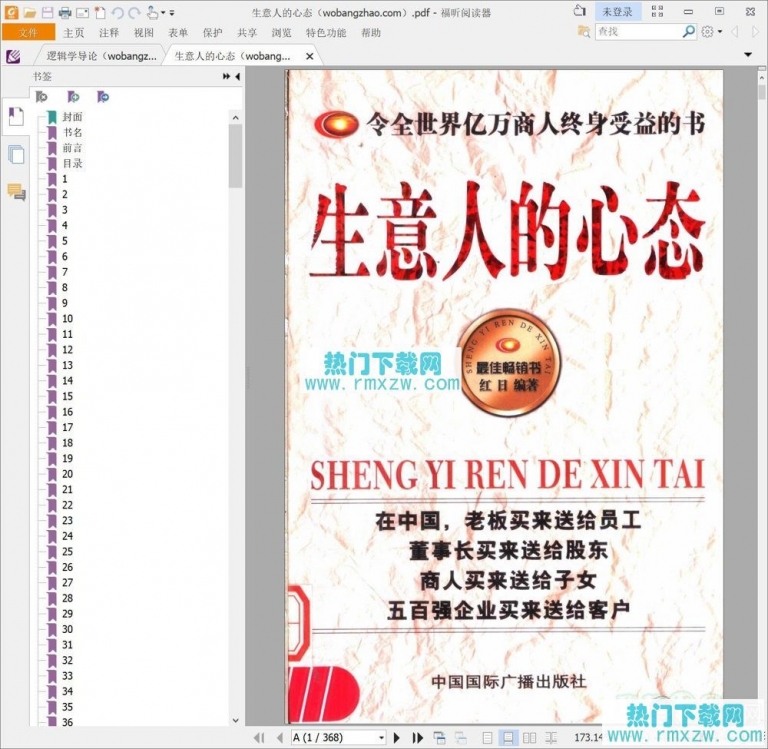 生意人的心态（wobangzhao.com）.pdf - 福昕阅读器
未登录
文件 主页 注释 视图 表单 保护 共享 浏览 特色功能 帮助
查找
逻辑学导论（wobangz...
生意人的心态（wobang...
书签
封面
书名
前言
目录
1
2
3
4
5
6
7
8
9
10
11
12
13
14
15
16
17
18
19
20
21
22
23
24
25
26
27
28
29
30
31
32
33
34
35
36
令全世界亿万商人终身受益的书
生意人的心态
SHENG YI REN DE XIN TAI
最佳畅销书
红日 编著
热门下载网
www.rmxzw.com
SHENG YI REN DE XIN TAI
在中国，老板买来送给员工
董事长买来送给股东
商人买来送给子女
五百强企业买来送给客户
中国国际广播出版社
热门下载网
www.rmxzw.com
A (1 / 368)
173.14